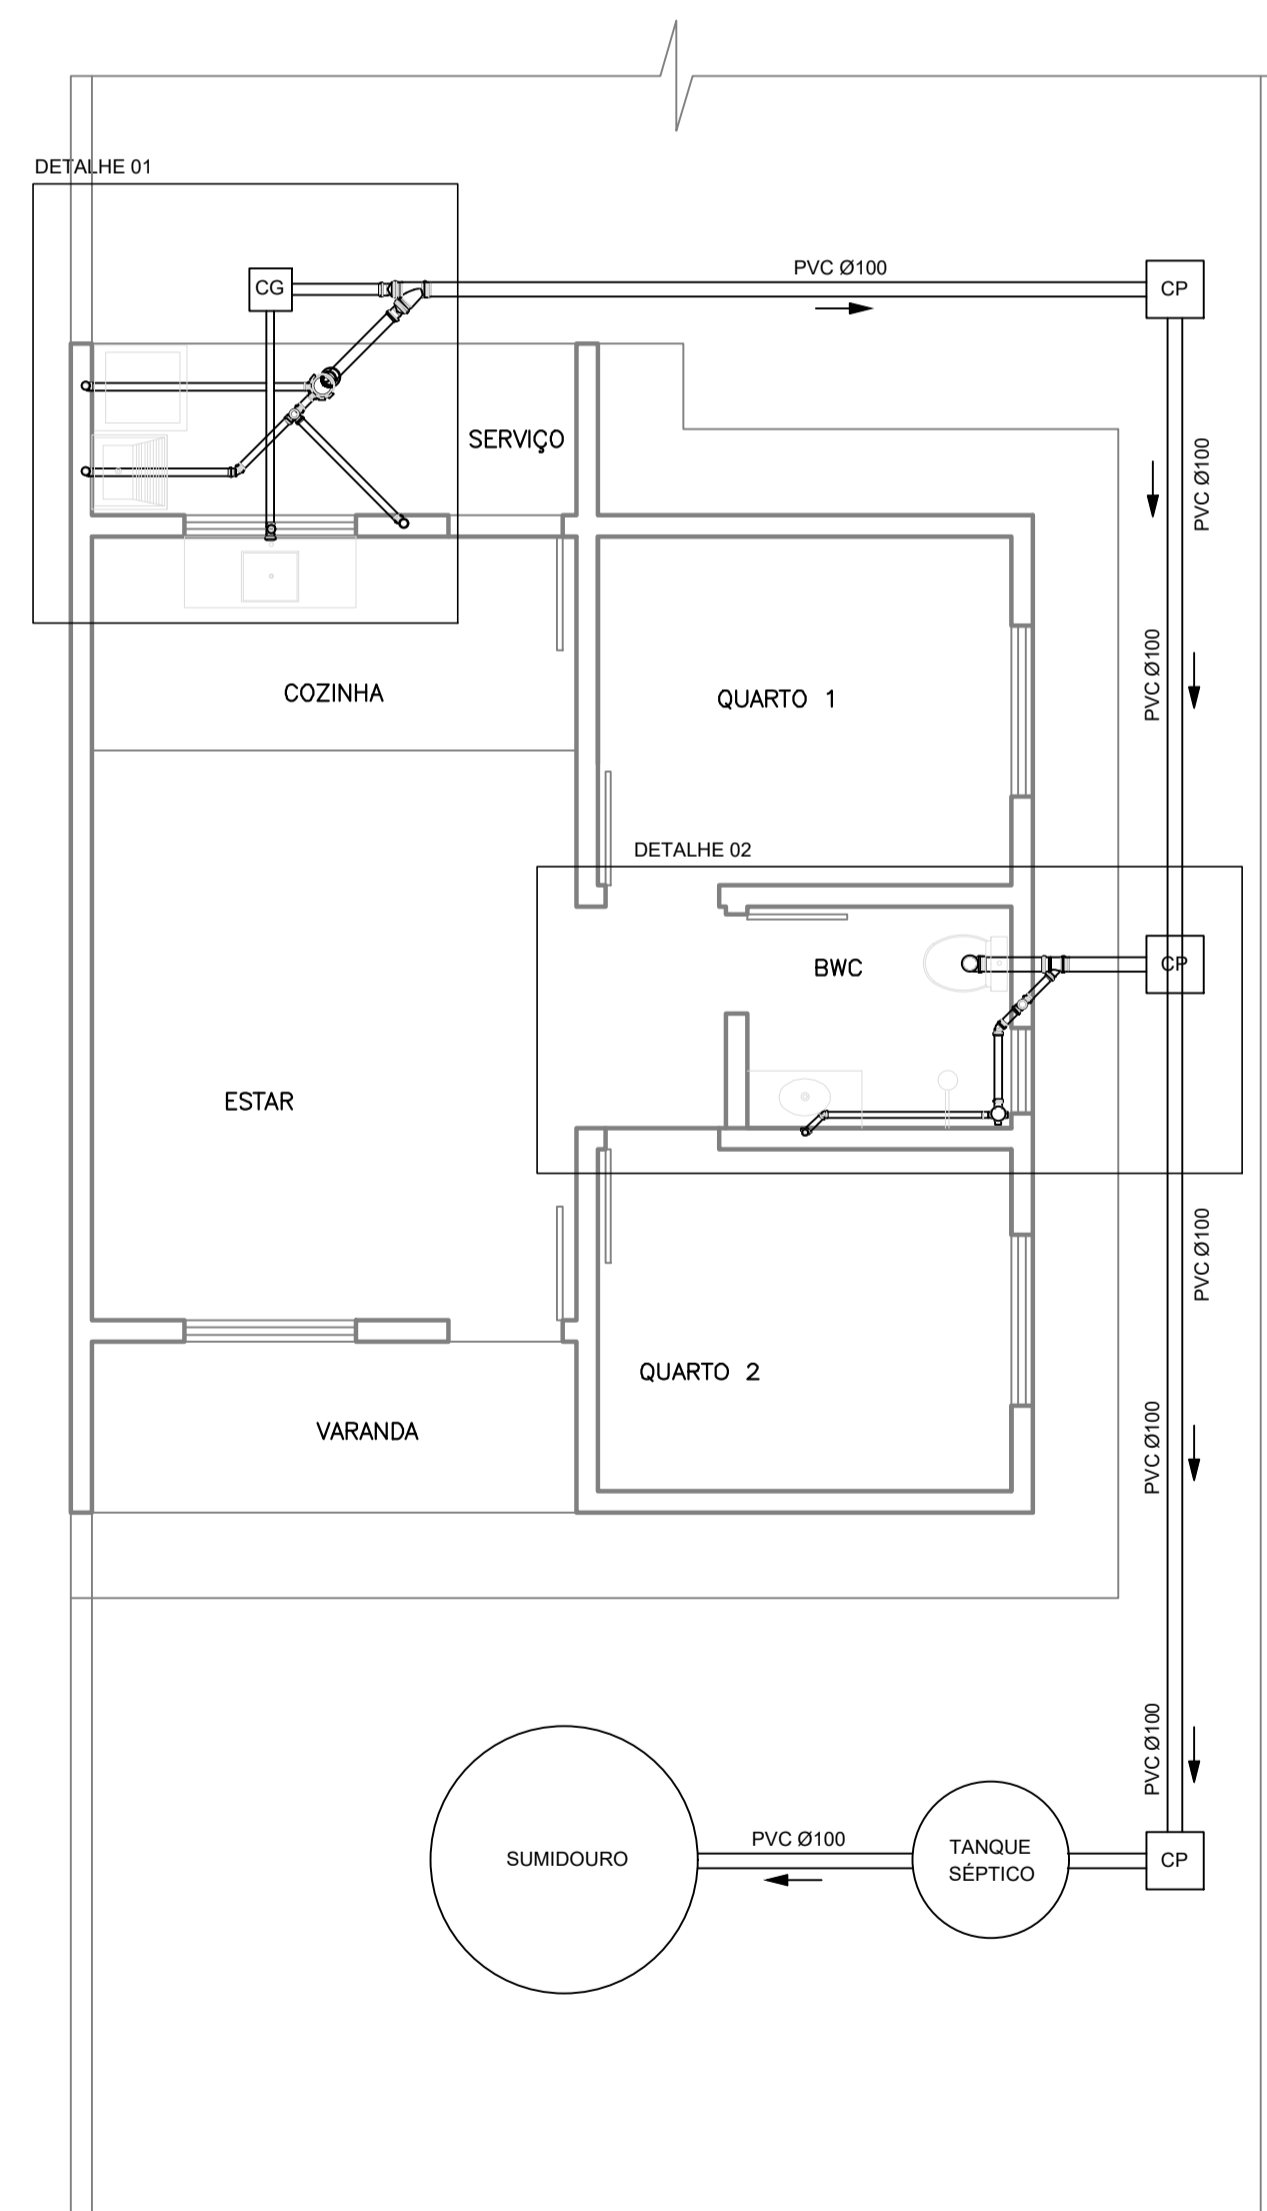 DETALHE 01
PVC Ø100
CG
CP
SERVIÇO
PVC Ø100
PVC Ø100
COZINHA
QUARTO 1
DETALHE 02
BWC
CP
ESTAR
PVC Ø100
QUARTO 2
VARANDA
PVC Ø100
PVC Ø100
PVC Ø100
SUMIDOURO
TANQUE
SÉPTICO
CP